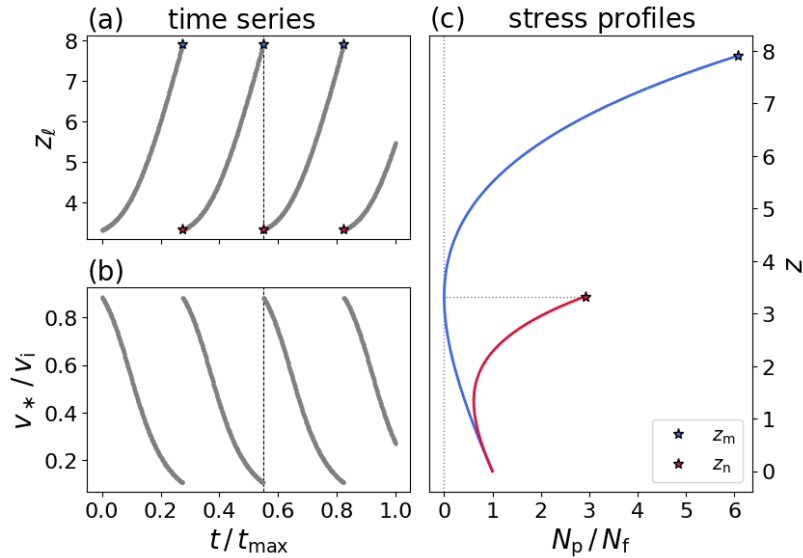 (a) time series
8
7
6
5
4
z_ℓ
(b)
0.8
0.6
0.4
0.2
v_* / v_i
0.0 0.2 0.4 0.6 0.8 1.0
t / t_max
(c) stress profiles
8
7
6
5
4
3
2
1
0
z
z_m
z_n
0 1 2 3 4 5 6
N_p / N_f